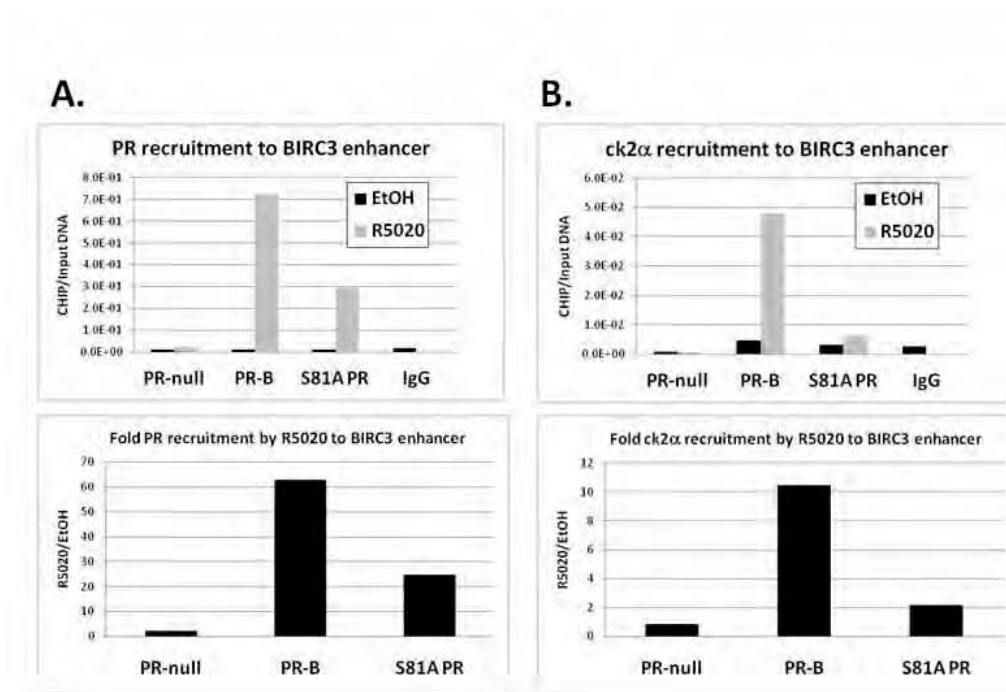 A.
PR recruitment to BIRC3 enhancer
8.0E-01
7.0E-01
6.0E-01
5.0E-01
4.0E-01
3.0E-01
2.0E-01
1.0E-01
0.0E+00
CHIP/Input DNA
EtOH
R5020
PR-null PR-B S81A PR IgG
Fold PR recruitment by R5020 to BIRC3 enhancer
70
60
50
40
30
20
10
0
R5020/EtOH
PR-null PR-B S81A PR
B.
ck2α recruitment to BIRC3 enhancer
6.0E-02
5.0E-02
4.0E-02
3.0E-02
2.0E-02
1.0E-02
0.0E+00
CHIP/Input DNA
EtOH
R5020
PR-null PR-B S81A PR IgG
Fold ck2α recruitment by R5020 to BIRC3 enhancer
12
10
8
6
4
2
0
R5020/EtOH
PR-null PR-B S81A PR